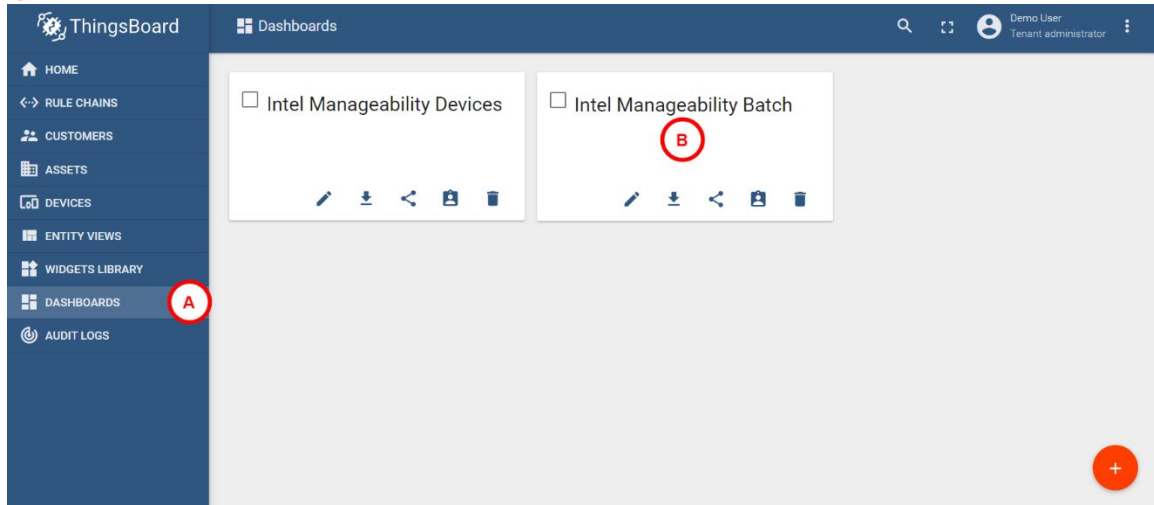 ThingsBoard
Dashboards
Demo User
Tenant administrator
HOME
RULE CHAINS
CUSTOMERS
ASSETS
DEVICES
ENTITY VIEWS
WIDGETS LIBRARY
DASHBOARDS
A
AUDIT LOGS
Intel Manageability Devices
Intel Manageability Batch
B